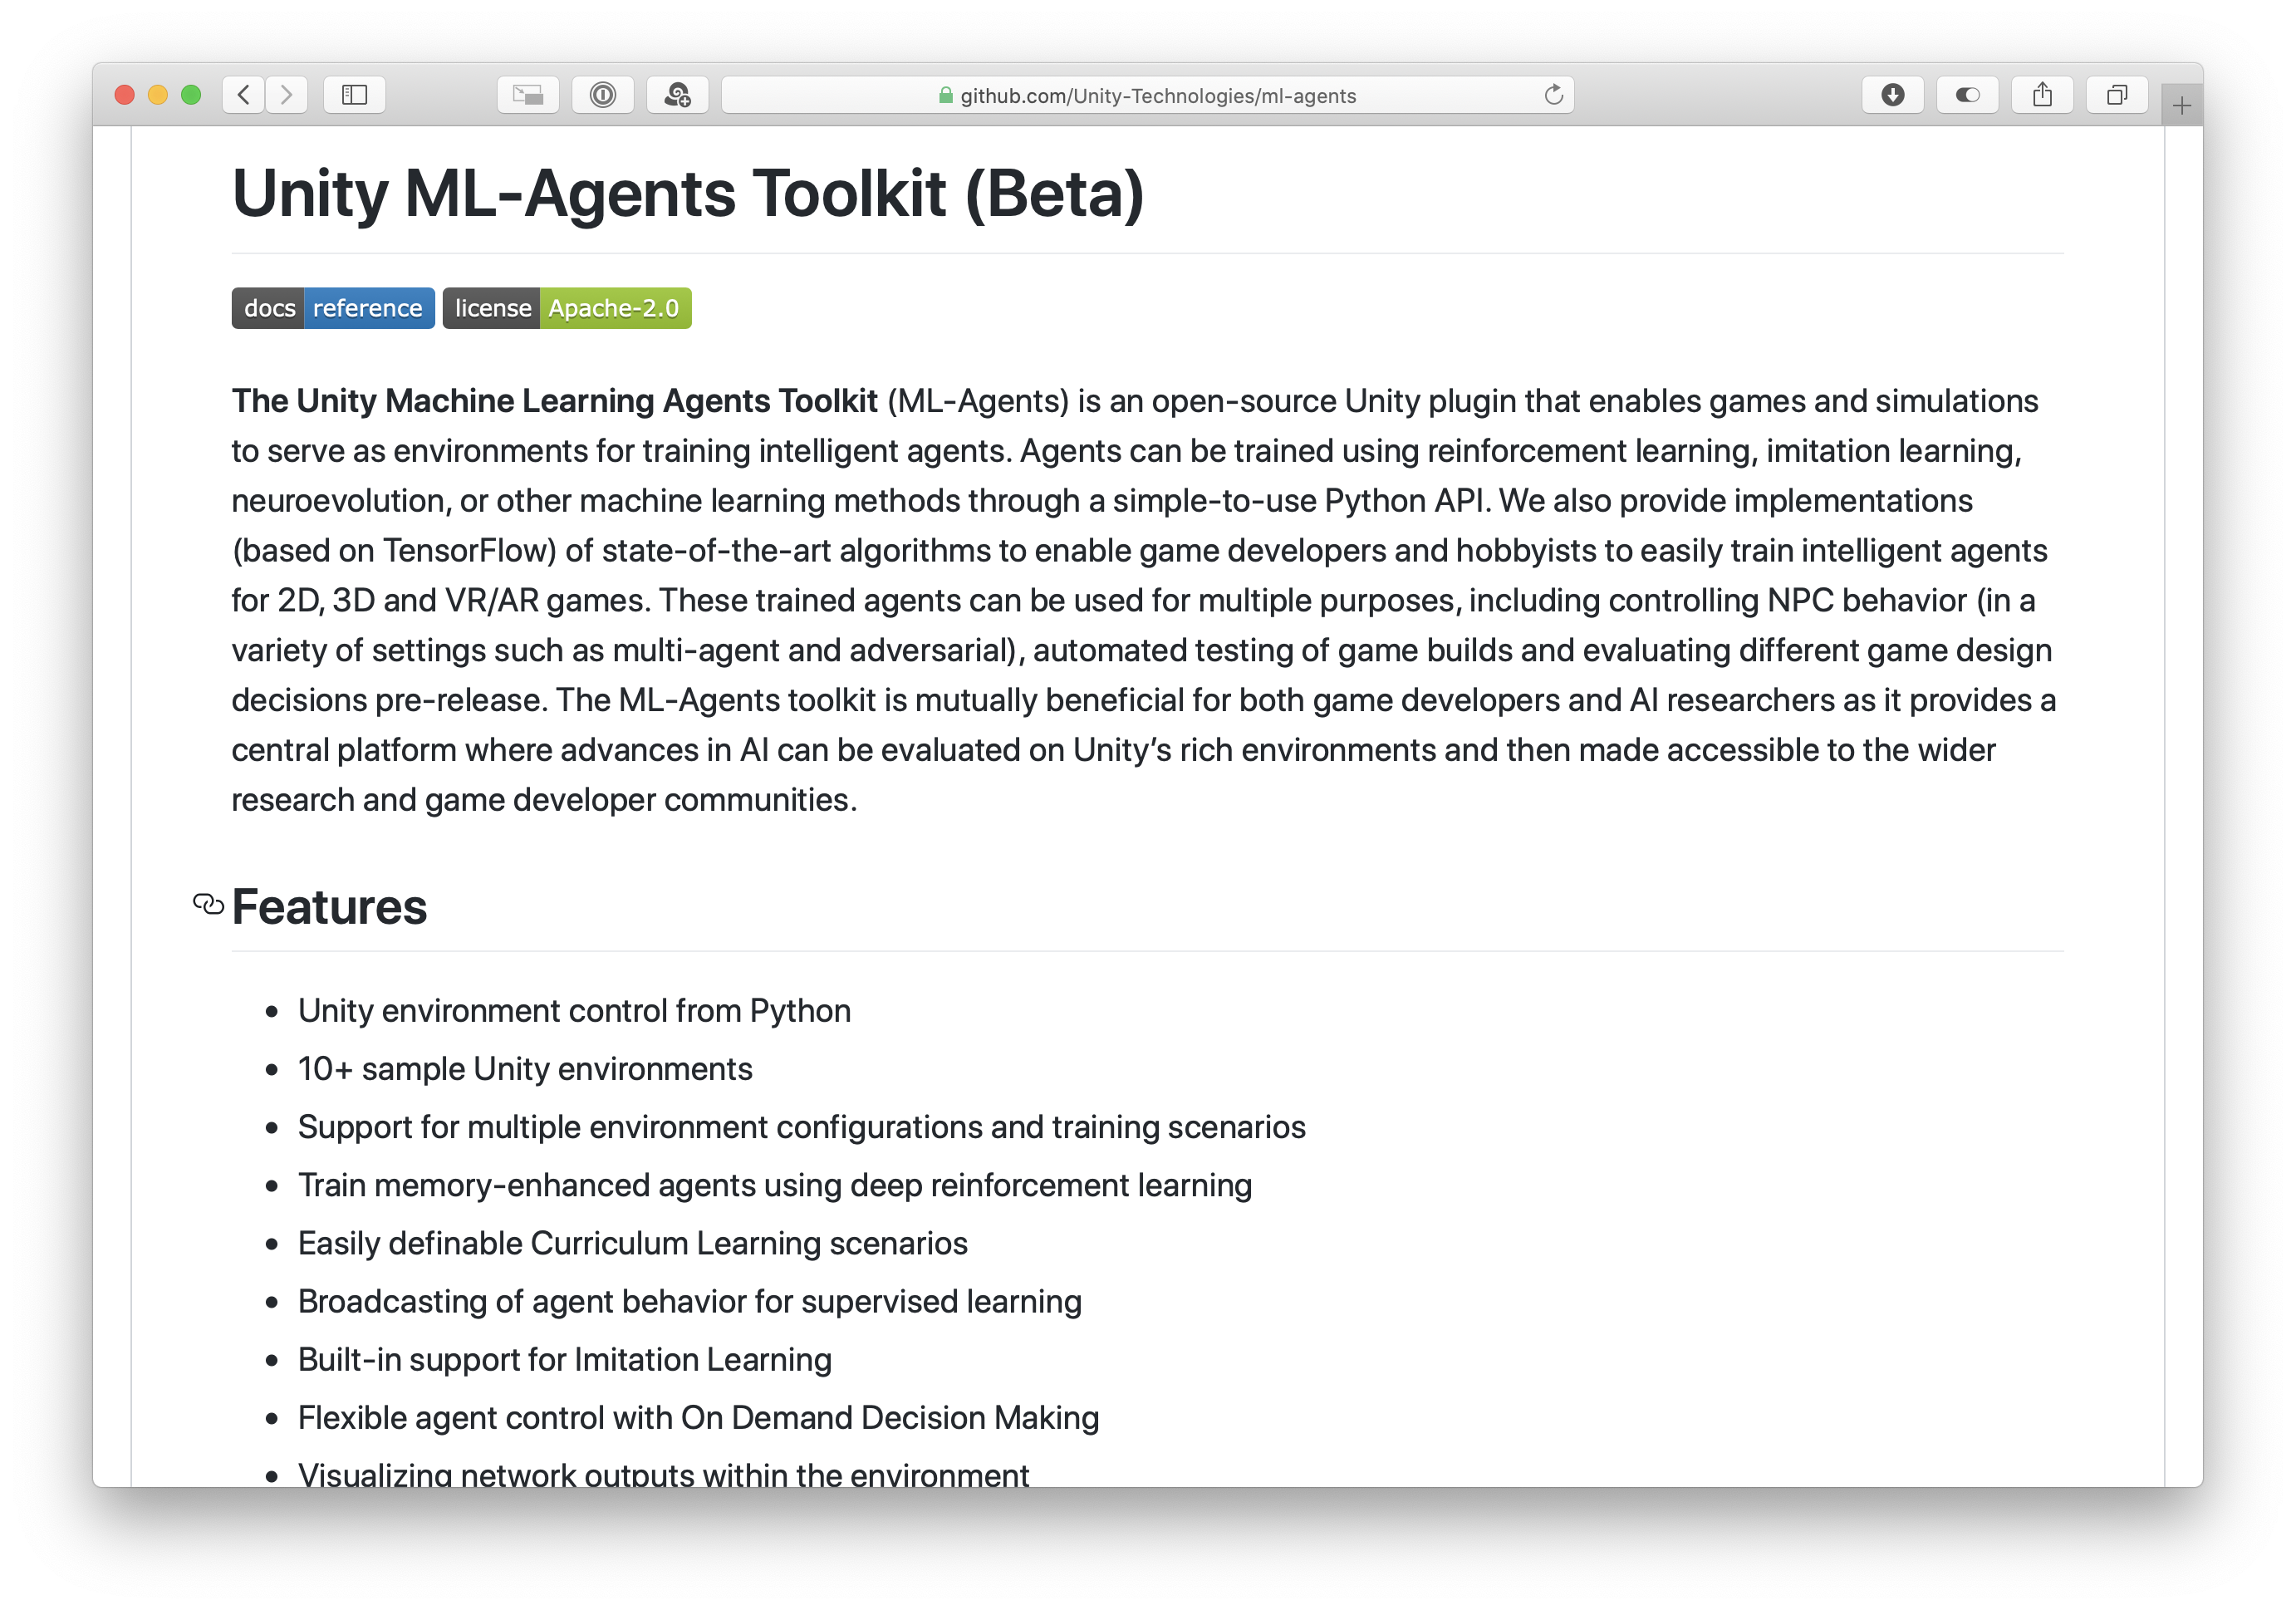 github.com/Unity-Technologies/ml-agents
Unity ML-Agents Toolkit (Beta)
docs reference license Apache-2.0
The Unity Machine Learning Agents Toolkit (ML-Agents) is an open-source Unity plugin that enables games and simulations
to serve as environments for training intelligent agents. Agents can be trained using reinforcement learning, imitation learning,
neuroevolution, or other machine learning methods through a simple-to-use Python API. We also provide implementations
(based on TensorFlow) of state-of-the-art algorithms to enable game developers and hobbyists to easily train intelligent agents
for 2D, 3D and VR/AR games. These trained agents can be used for multiple purposes, including controlling NPC behavior (in a
variety of settings such as multi-agent and adversarial), automated testing of game builds and evaluating different game design
decisions pre-release. The ML-Agents toolkit is mutually beneficial for both game developers and AI researchers as it provides a
central platform where advances in AI can be evaluated on Unity’s rich environments and then made accessible to the wider
research and game developer communities.
Features
• Unity environment control from Python
• 10+ sample Unity environments
• Support for multiple environment configurations and training scenarios
• Train memory-enhanced agents using deep reinforcement learning
• Easily definable Curriculum Learning scenarios
• Broadcasting of agent behavior for supervised learning
• Built-in support for Imitation Learning
• Flexible agent control with On Demand Decision Making
• Visualizing network outputs within the environment